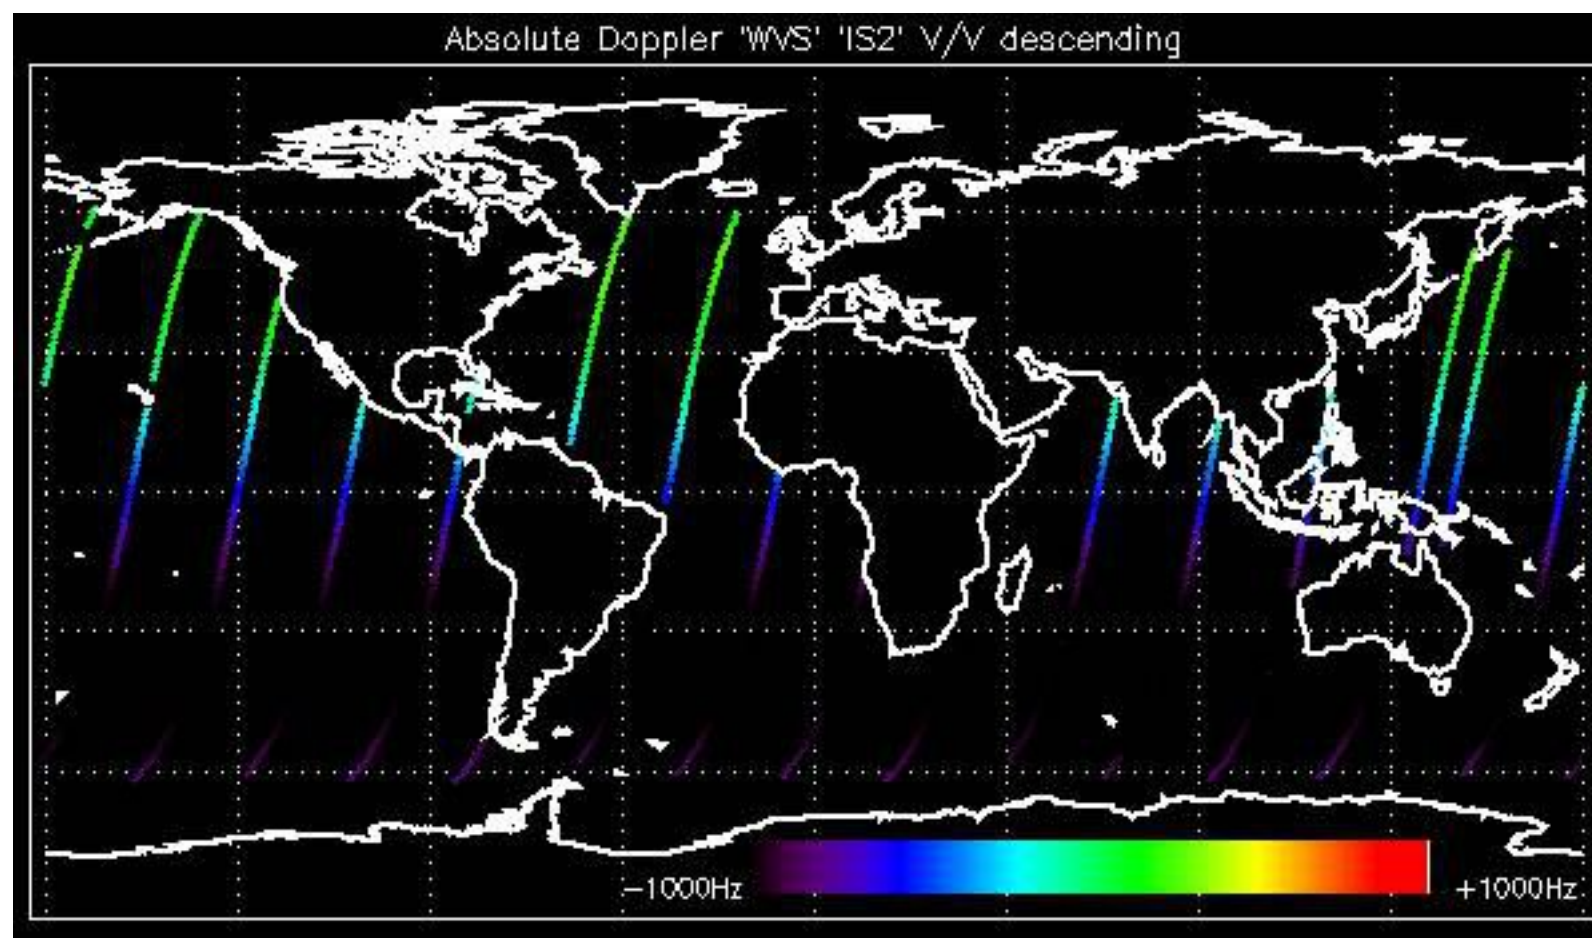 Absolute Doppler 'WVS' 'IS2' V/V descending
-1000Hz
+1000Hz